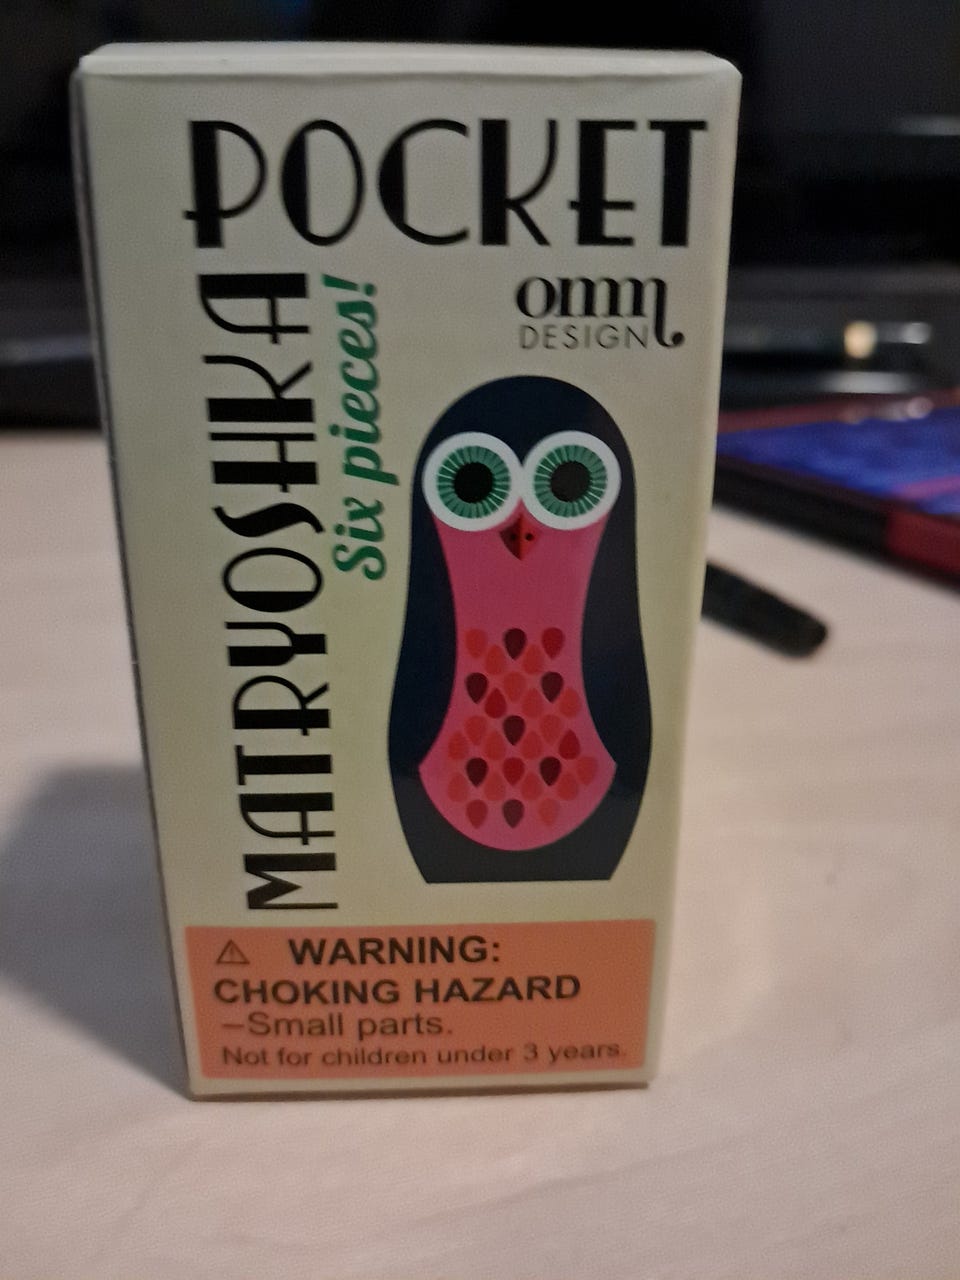 POCKET
MATRYOSHKA
Six pieces!
omm
DESIGN
⚠ WARNING:
CHOKING HAZARD
–Small parts.
Not for children under 3 years.